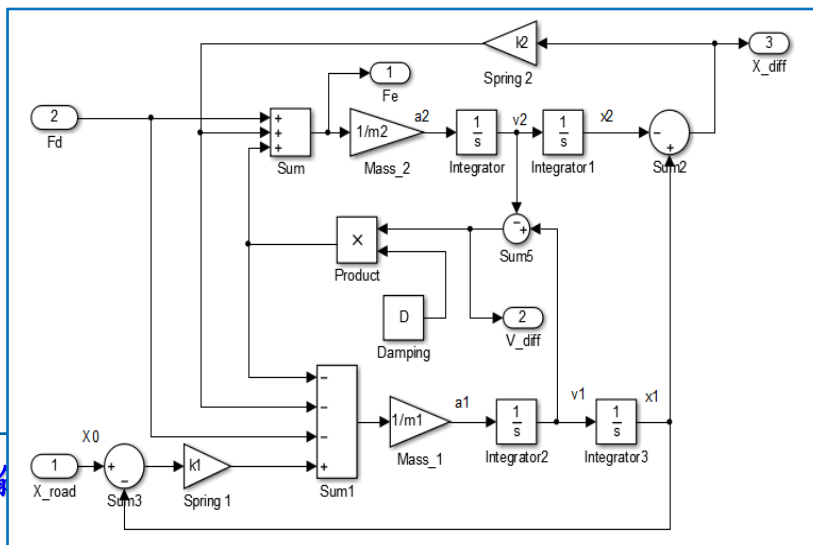 k2
3
Spring 2
X_diff
1
Fe
2
Fd
+
+
+
Sum
1/m2
Mass_2
a2
1
s
Integrator
v2
1
s
Integrator1
x2
-
+
Sum2
×
Product
-
+
Sum5
D
Damping
2
V_diff
-
-
-
+
Sum1
1/m1
Mass_1
a1
1
s
Integrator2
v1
1
s
Integrator3
x1
X0
1
X_road
+
-
Sum3
k1
Spring 1